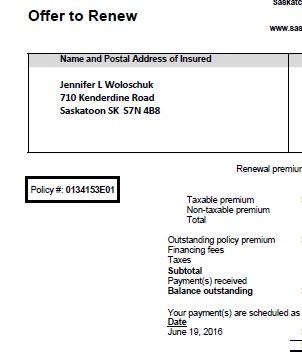 Saskatc
Offer to Renew
www.sas
Name and Postal Address of Insured
Jennifer L Woloschuk
710 Kenderdine Road
Saskatoon SK S7N 4B8
Renewal premium
Policy #: 0134153E01
Taxable premium
Non-taxable premium
Total
Outstanding policy premium
Financing fees
Taxes
Subtotal
Payment(s) received
Balance outstanding
Your payment(s) are scheduled as
Date
June 19, 2016